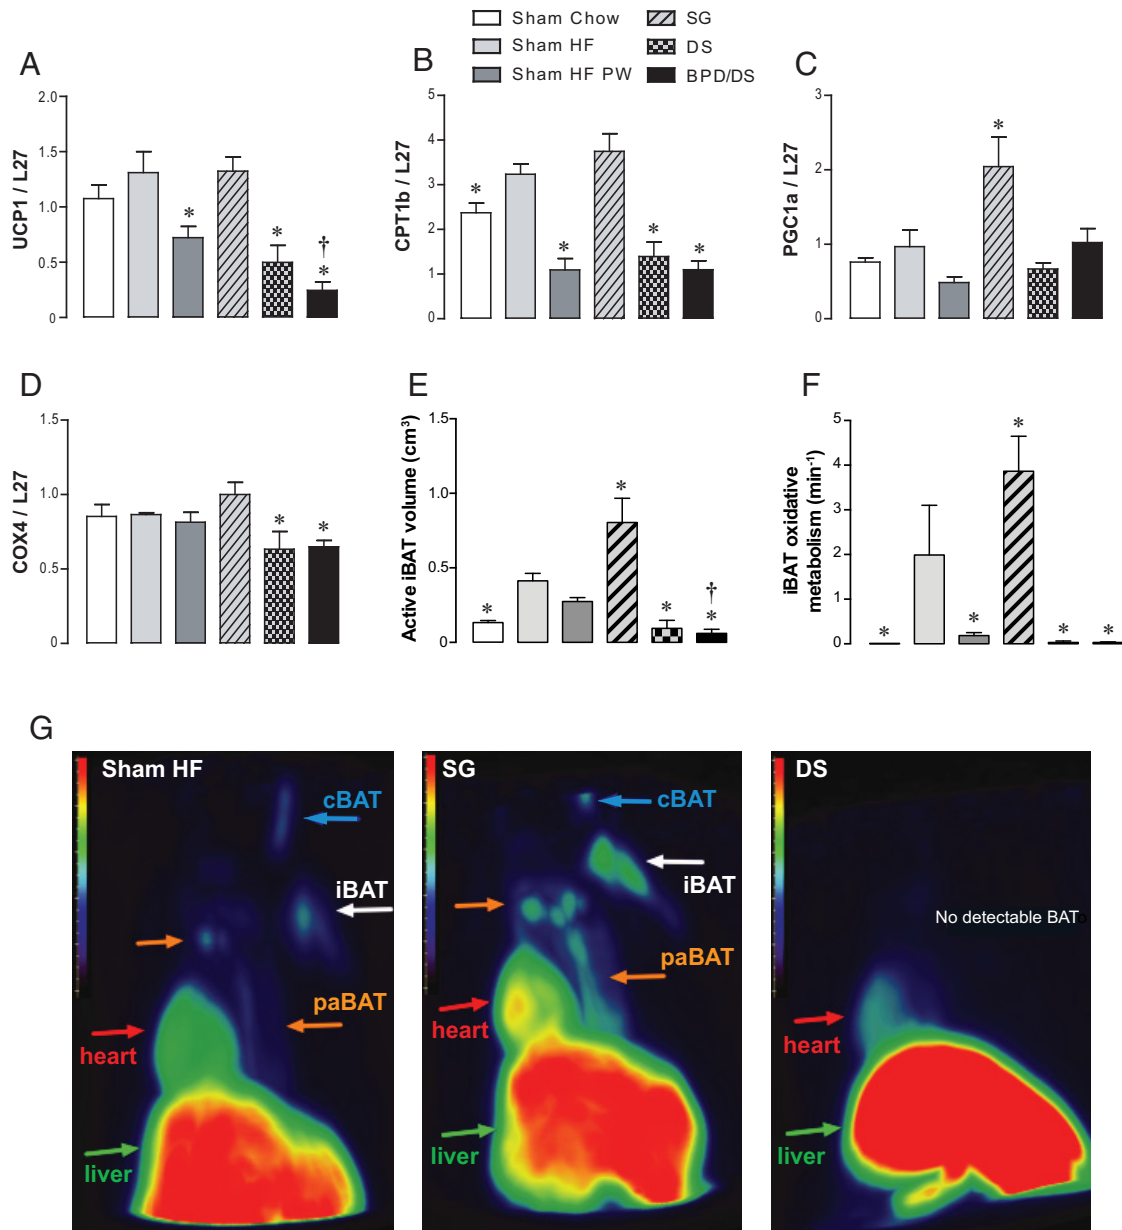 Sham Chow
SG
Sham HF
DS
Sham HF PW
BPD/DS
A
UCP1 / L27
2.0
1.5
1.0
0.5
0
*
*
†
*
B
CPT1b / L27
5
4
3
2
1
0
*
*
*
*
C
PGC1a / L27
3
2
1
0
*
D
COX4 / L27
1.5
1.0
0.5
0
*
*
E
Active iBAT volume (cm³)
1.5
1.0
0.5
0
*
*
*
†
*
F
iBAT oxidative
metabolism (min⁻¹)
5
4
3
2
1
0
*
*
*
*
*
G
Sham HF
cBAT
iBAT
paBAT
heart
liver
SG
cBAT
iBAT
paBAT
heart
liver
DS
No detectable BAT
heart
liver